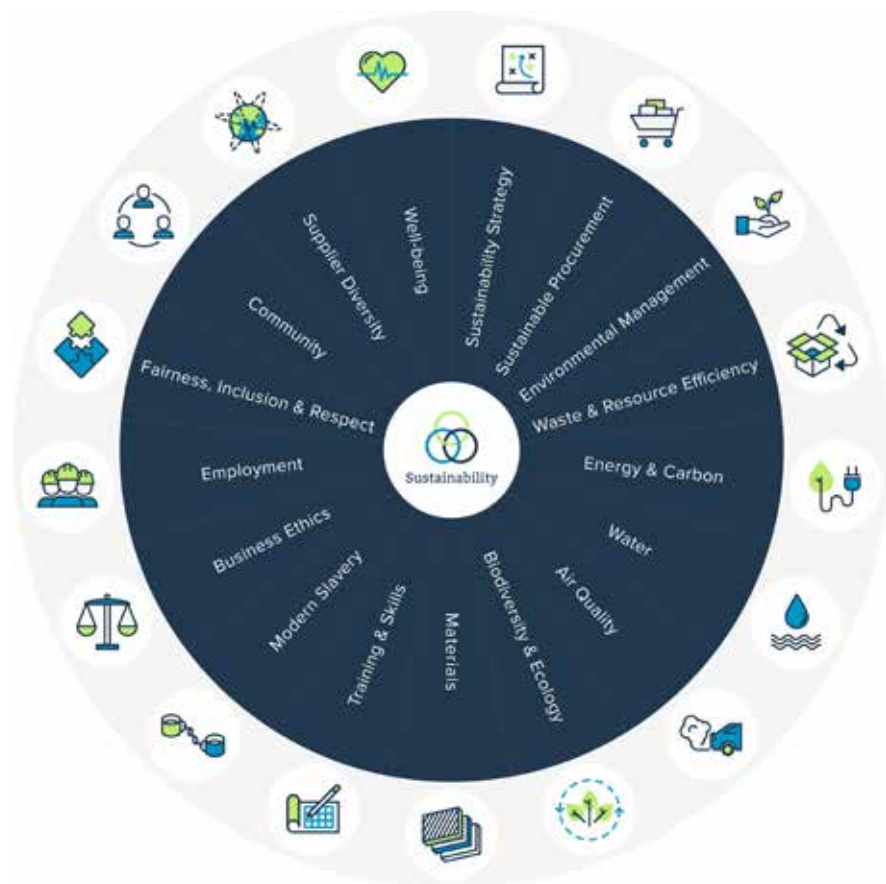 Sustainability Strategy
Sustainable Procurement
Environmental Management
Waste & Resource Efficiency
Energy & Carbon
Water
Air Quality
Biodiversity & Ecology
Materials
Training & Skills
Modern Slavery
Business Ethics
Employment
Fairness, Inclusion & Respect
Community
Supplier Diversity
Well-being
Sustainability